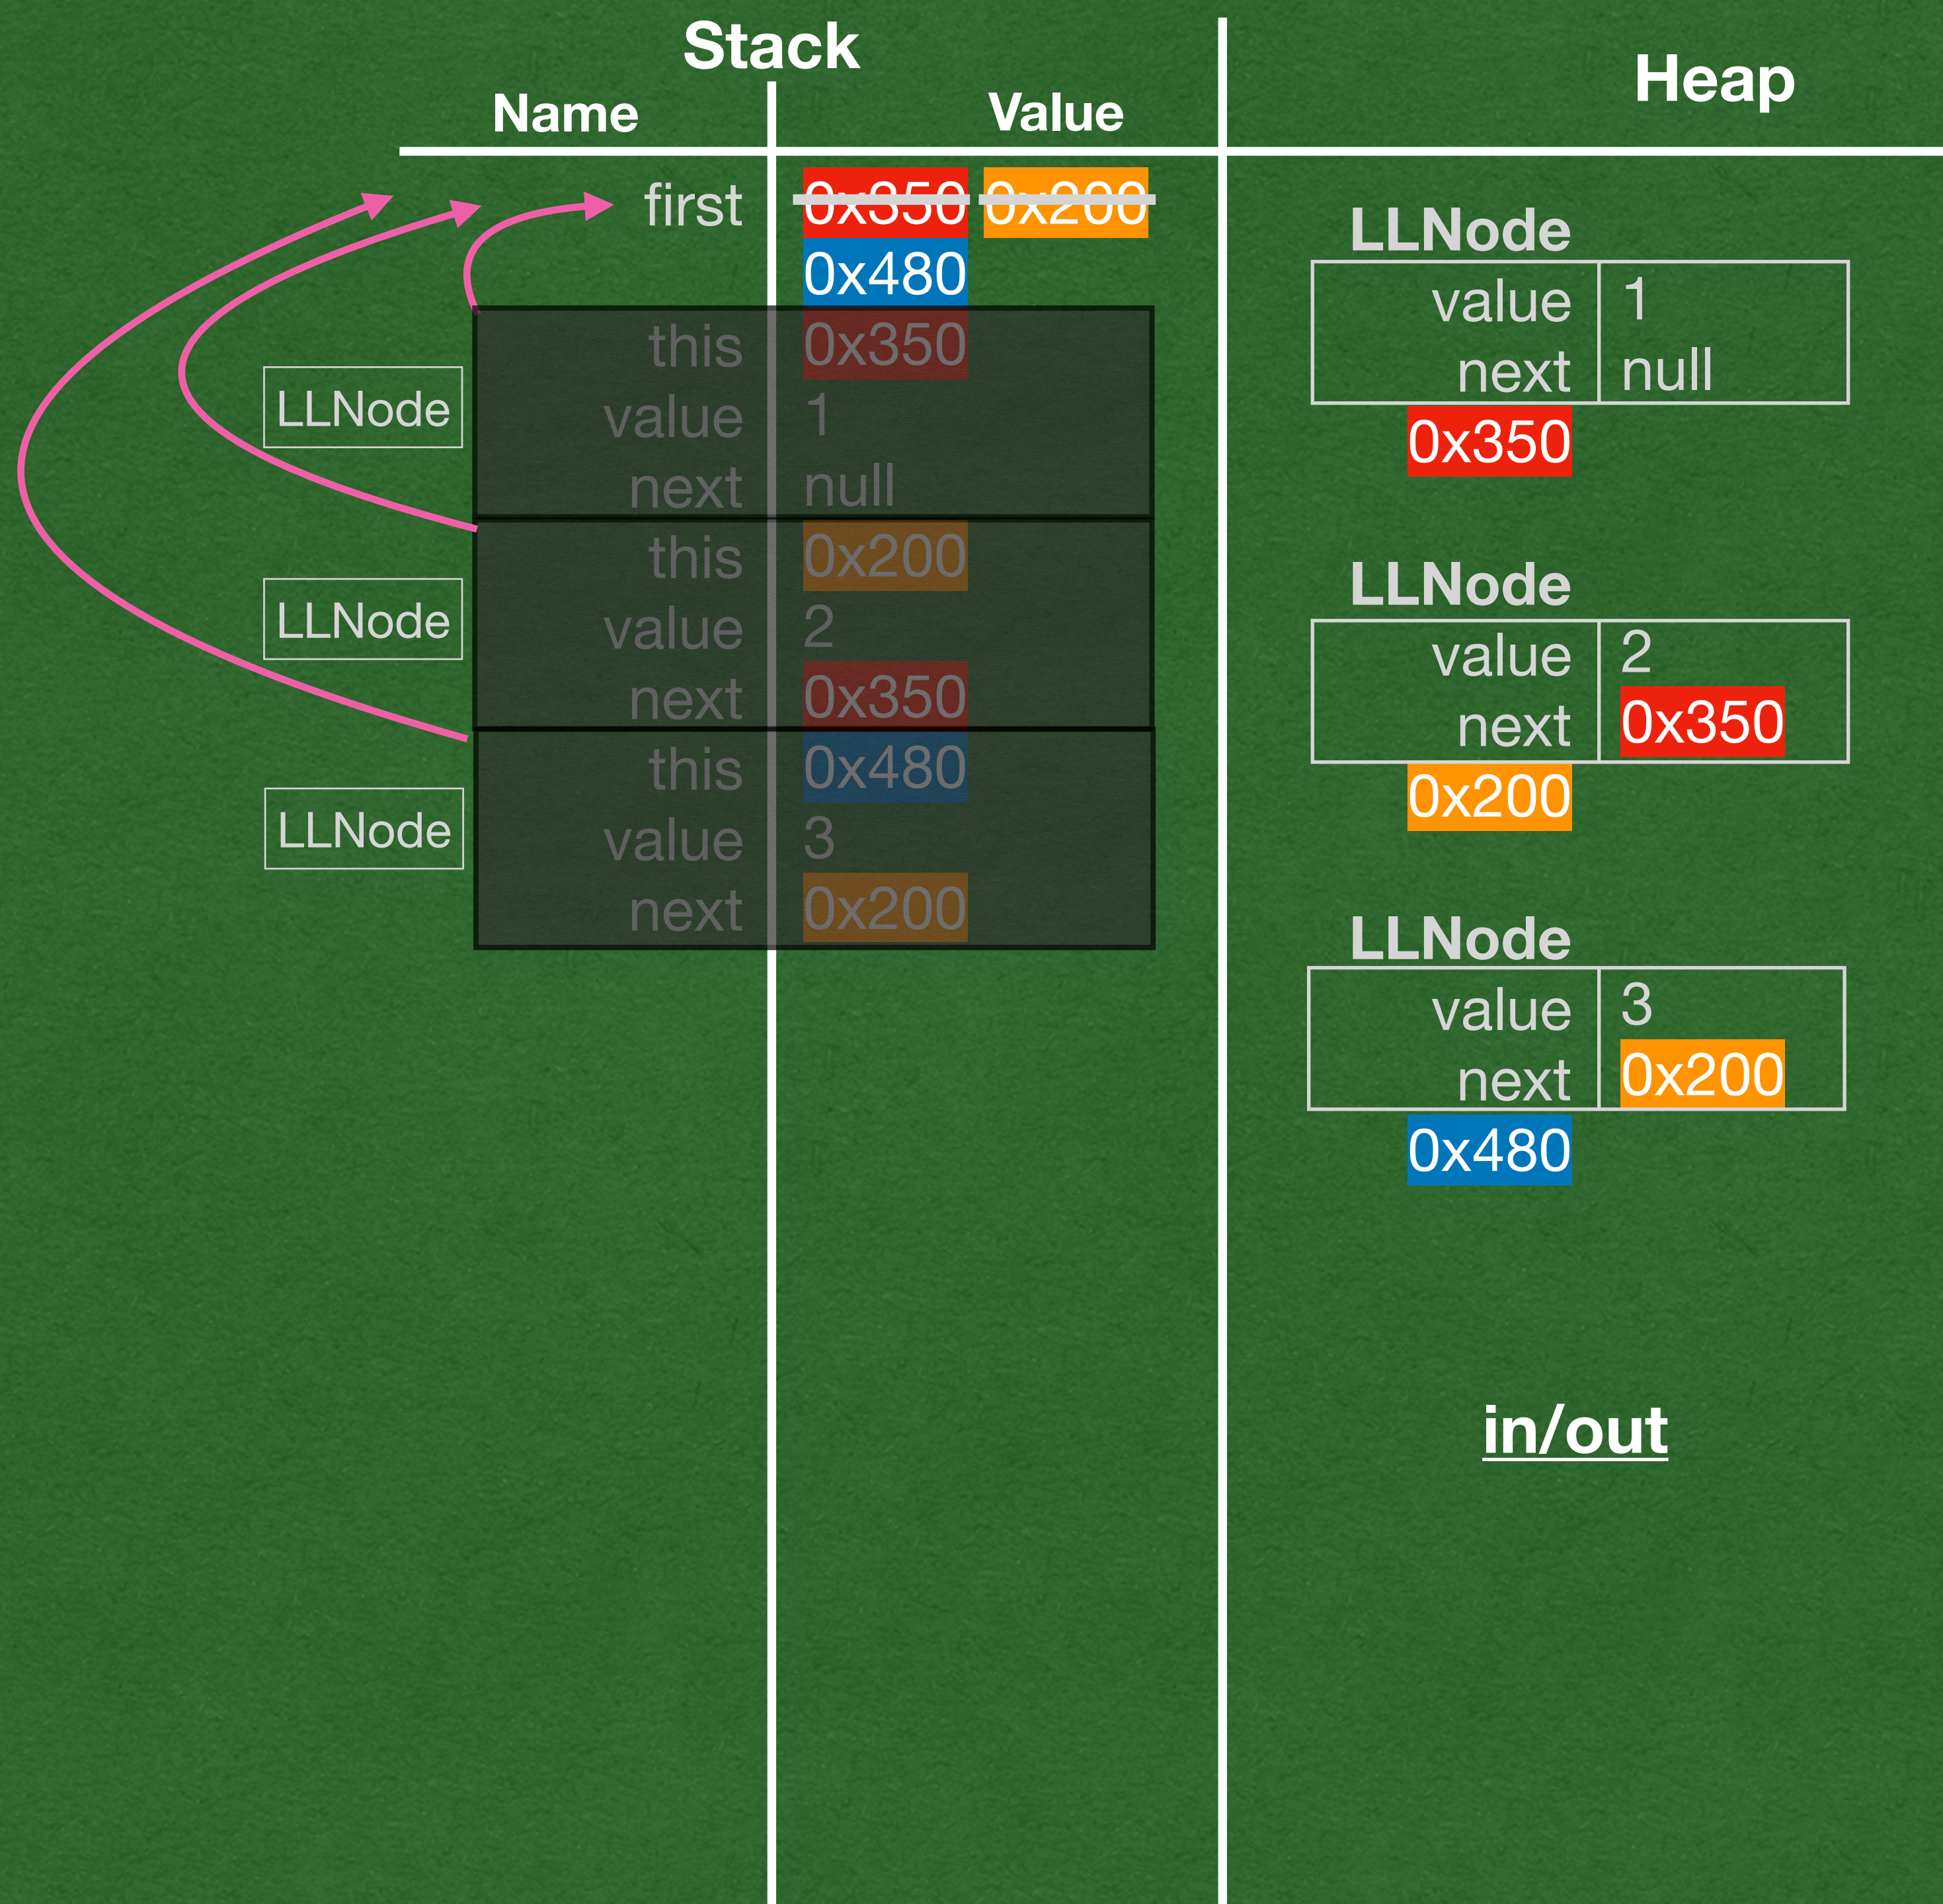 Stack
Heap
Name Value
first 0x350 0x200
0x480
this 0x350
LLNode
value 1
next null
this 0x200
LLNode
value 2
next 0x350
this 0x480
LLNode
value 3
next 0x200
LLNode
value 1
next null
0x350
LLNode
value 2
next 0x350
0x200
LLNode
value 3
next 0x200
0x480
in/out